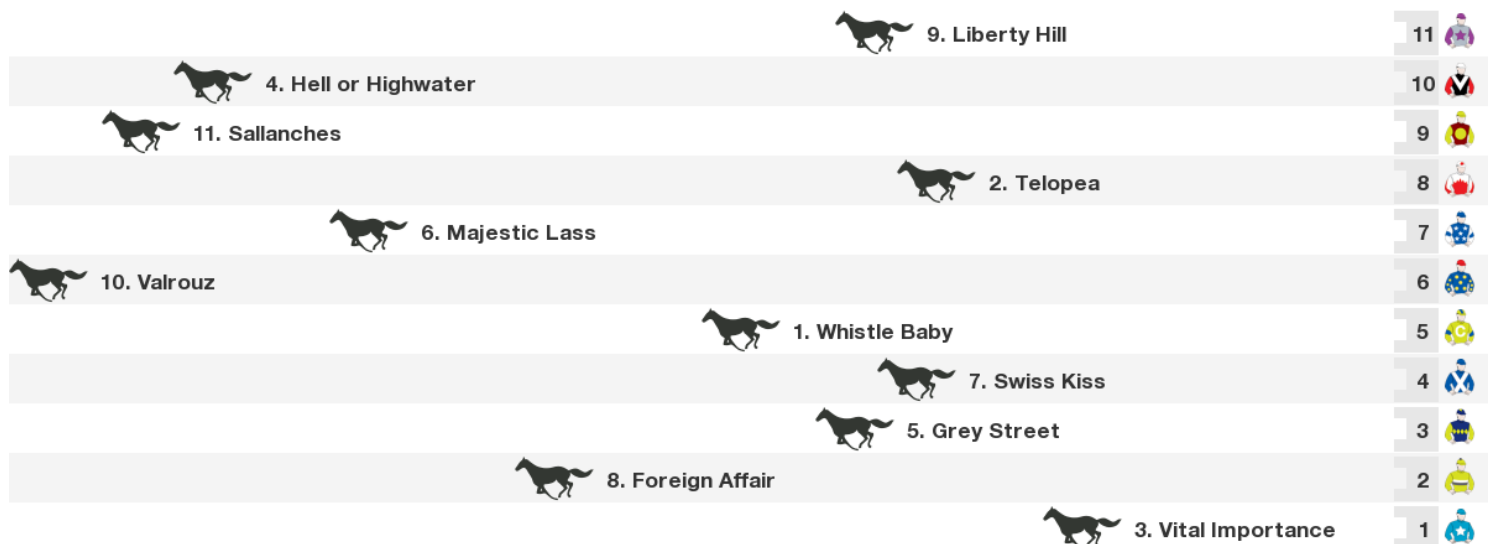 9. Liberty Hill 11
4. Hell or Highwater 10
11. Sallanches 9
2. Telopea 8
6. Majestic Lass 7
10. Valrouz 6
1. Whistle Baby 5
C
7. Swiss Kiss 4
5. Grey Street 3
8. Foreign Affair 2
3. Vital Importance 1